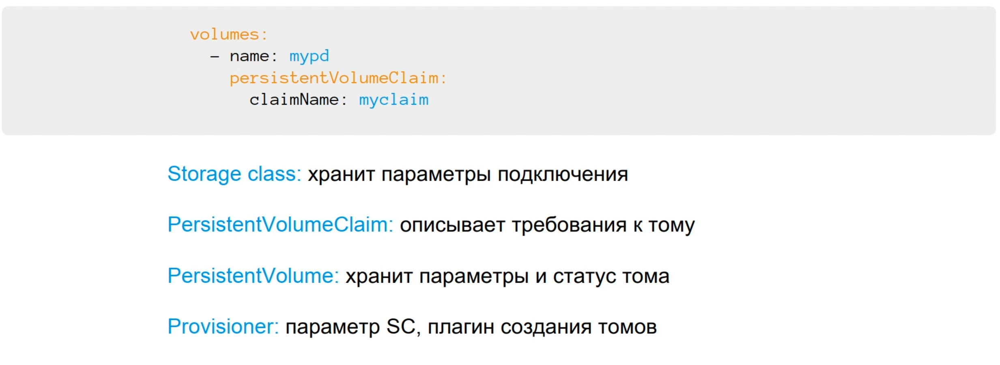 volumes:
- name: mypd
persistentVolumeClaim:
claimName: myclaim
Storage class: хранит параметры подключения
PersistentVolumeClaim: описывает требования к тому
PersistentVolume: хранит параметры и статус тома
Provisioner: параметр SC, плагин создания томов